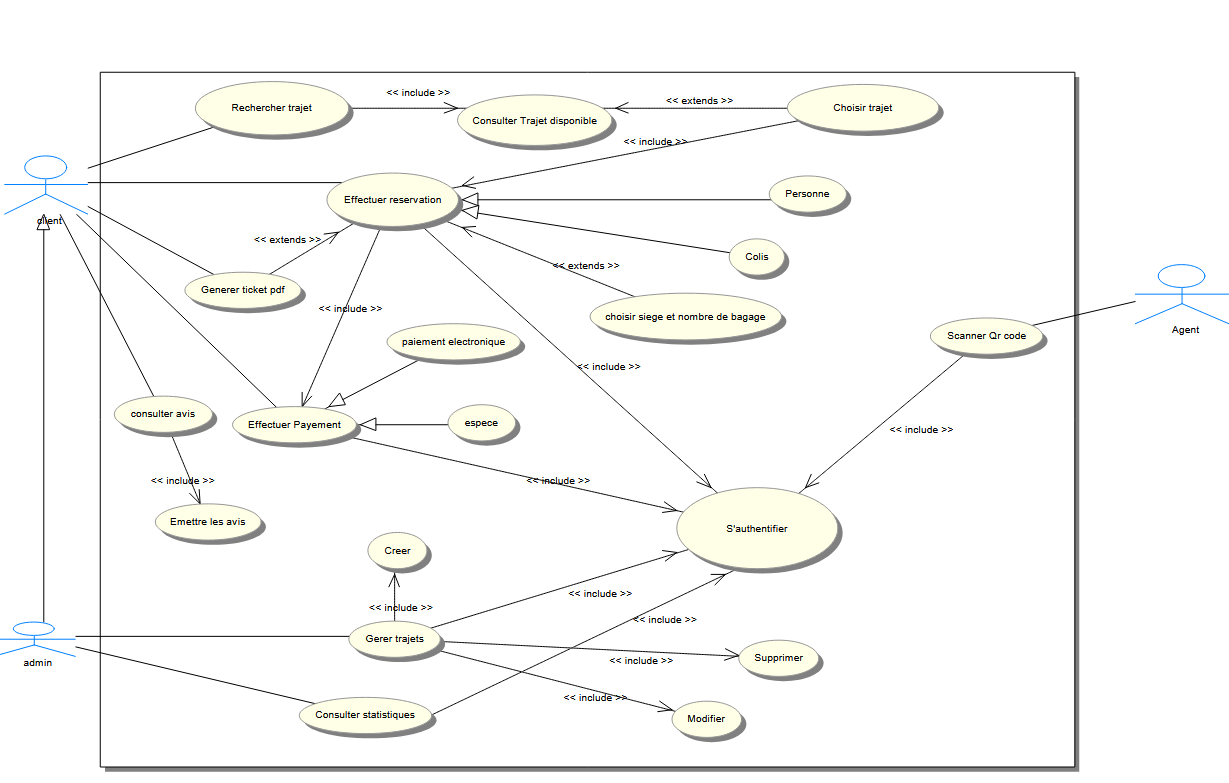 << include >>
<< extends >>
Rechercher trajet
Choisir trajet
Consulter Trajet disponible
<< include >>
Personne
Effectuer reservation
client
<< extends >>
Colis
<< extends >>
Generer ticket pdf
<< include >>
choisir siege et nombre de bagage
Agent
Scanner Qr code
paiement electronique
<< include >>
consulter avis
Effectuer Payement
espece
<< include >>
<< include >>
<< include >>
Emettre les avis
S'authentifier
Creer
<< include >>
<< include >>
<< include >>
Gerer trajets
admin
<< include >>
Supprimer
<< include >>
Consulter statistiques
Modifier